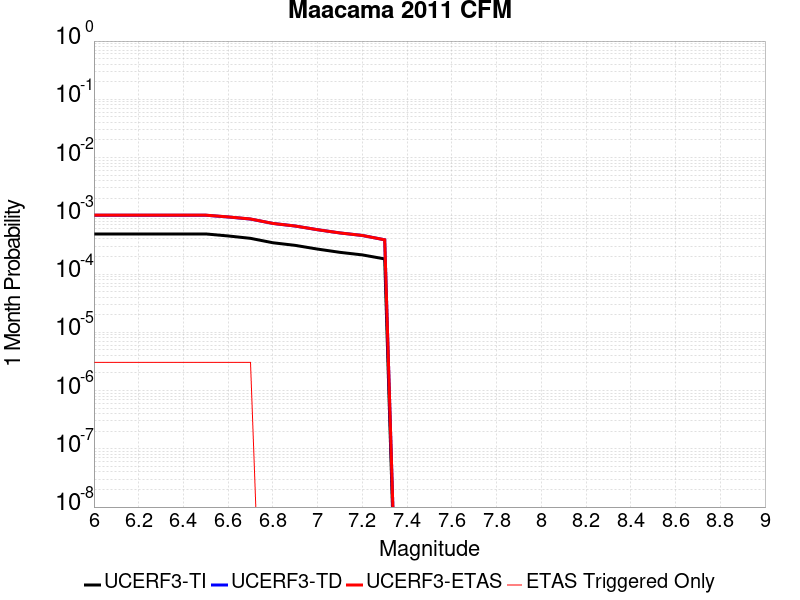 Maacama 2011 CFM
10^0
10^-1
10^-2
10^-3
10^-4
10^-5
10^-6
10^-7
10^-8
1 Month Probability
6 6.2 6.4 6.6 6.8 7 7.2 7.4 7.6 7.8 8 8.2 8.4 8.6 8.8 9
Magnitude
UCERF3-TI UCERF3-TD UCERF3-ETAS ETAS Triggered Only